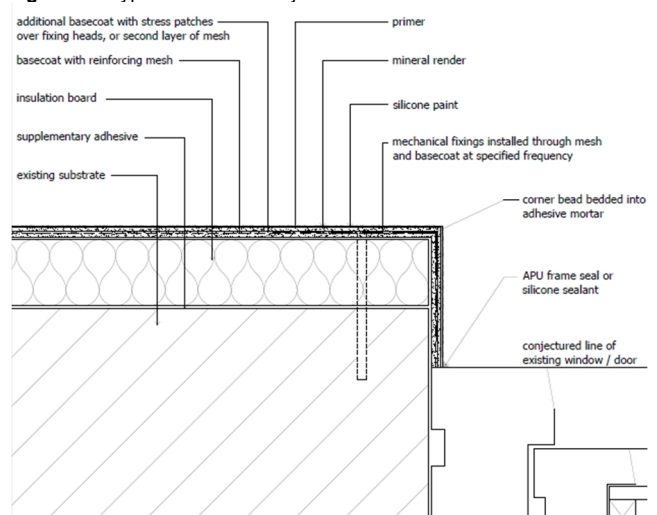 additional basecoat with stress patches
over fixing heads, or second layer of mesh
basecoat with reinforcing mesh
insulation board
supplementary adhesive
existing substrate
primer
mineral render
silicone paint
mechanical fixings installed through mesh
and basecoat at specified frequency
corner bead bedded into
adhesive mortar
APU frame seal or
silicone sealant
conjectured line of
existing window / door